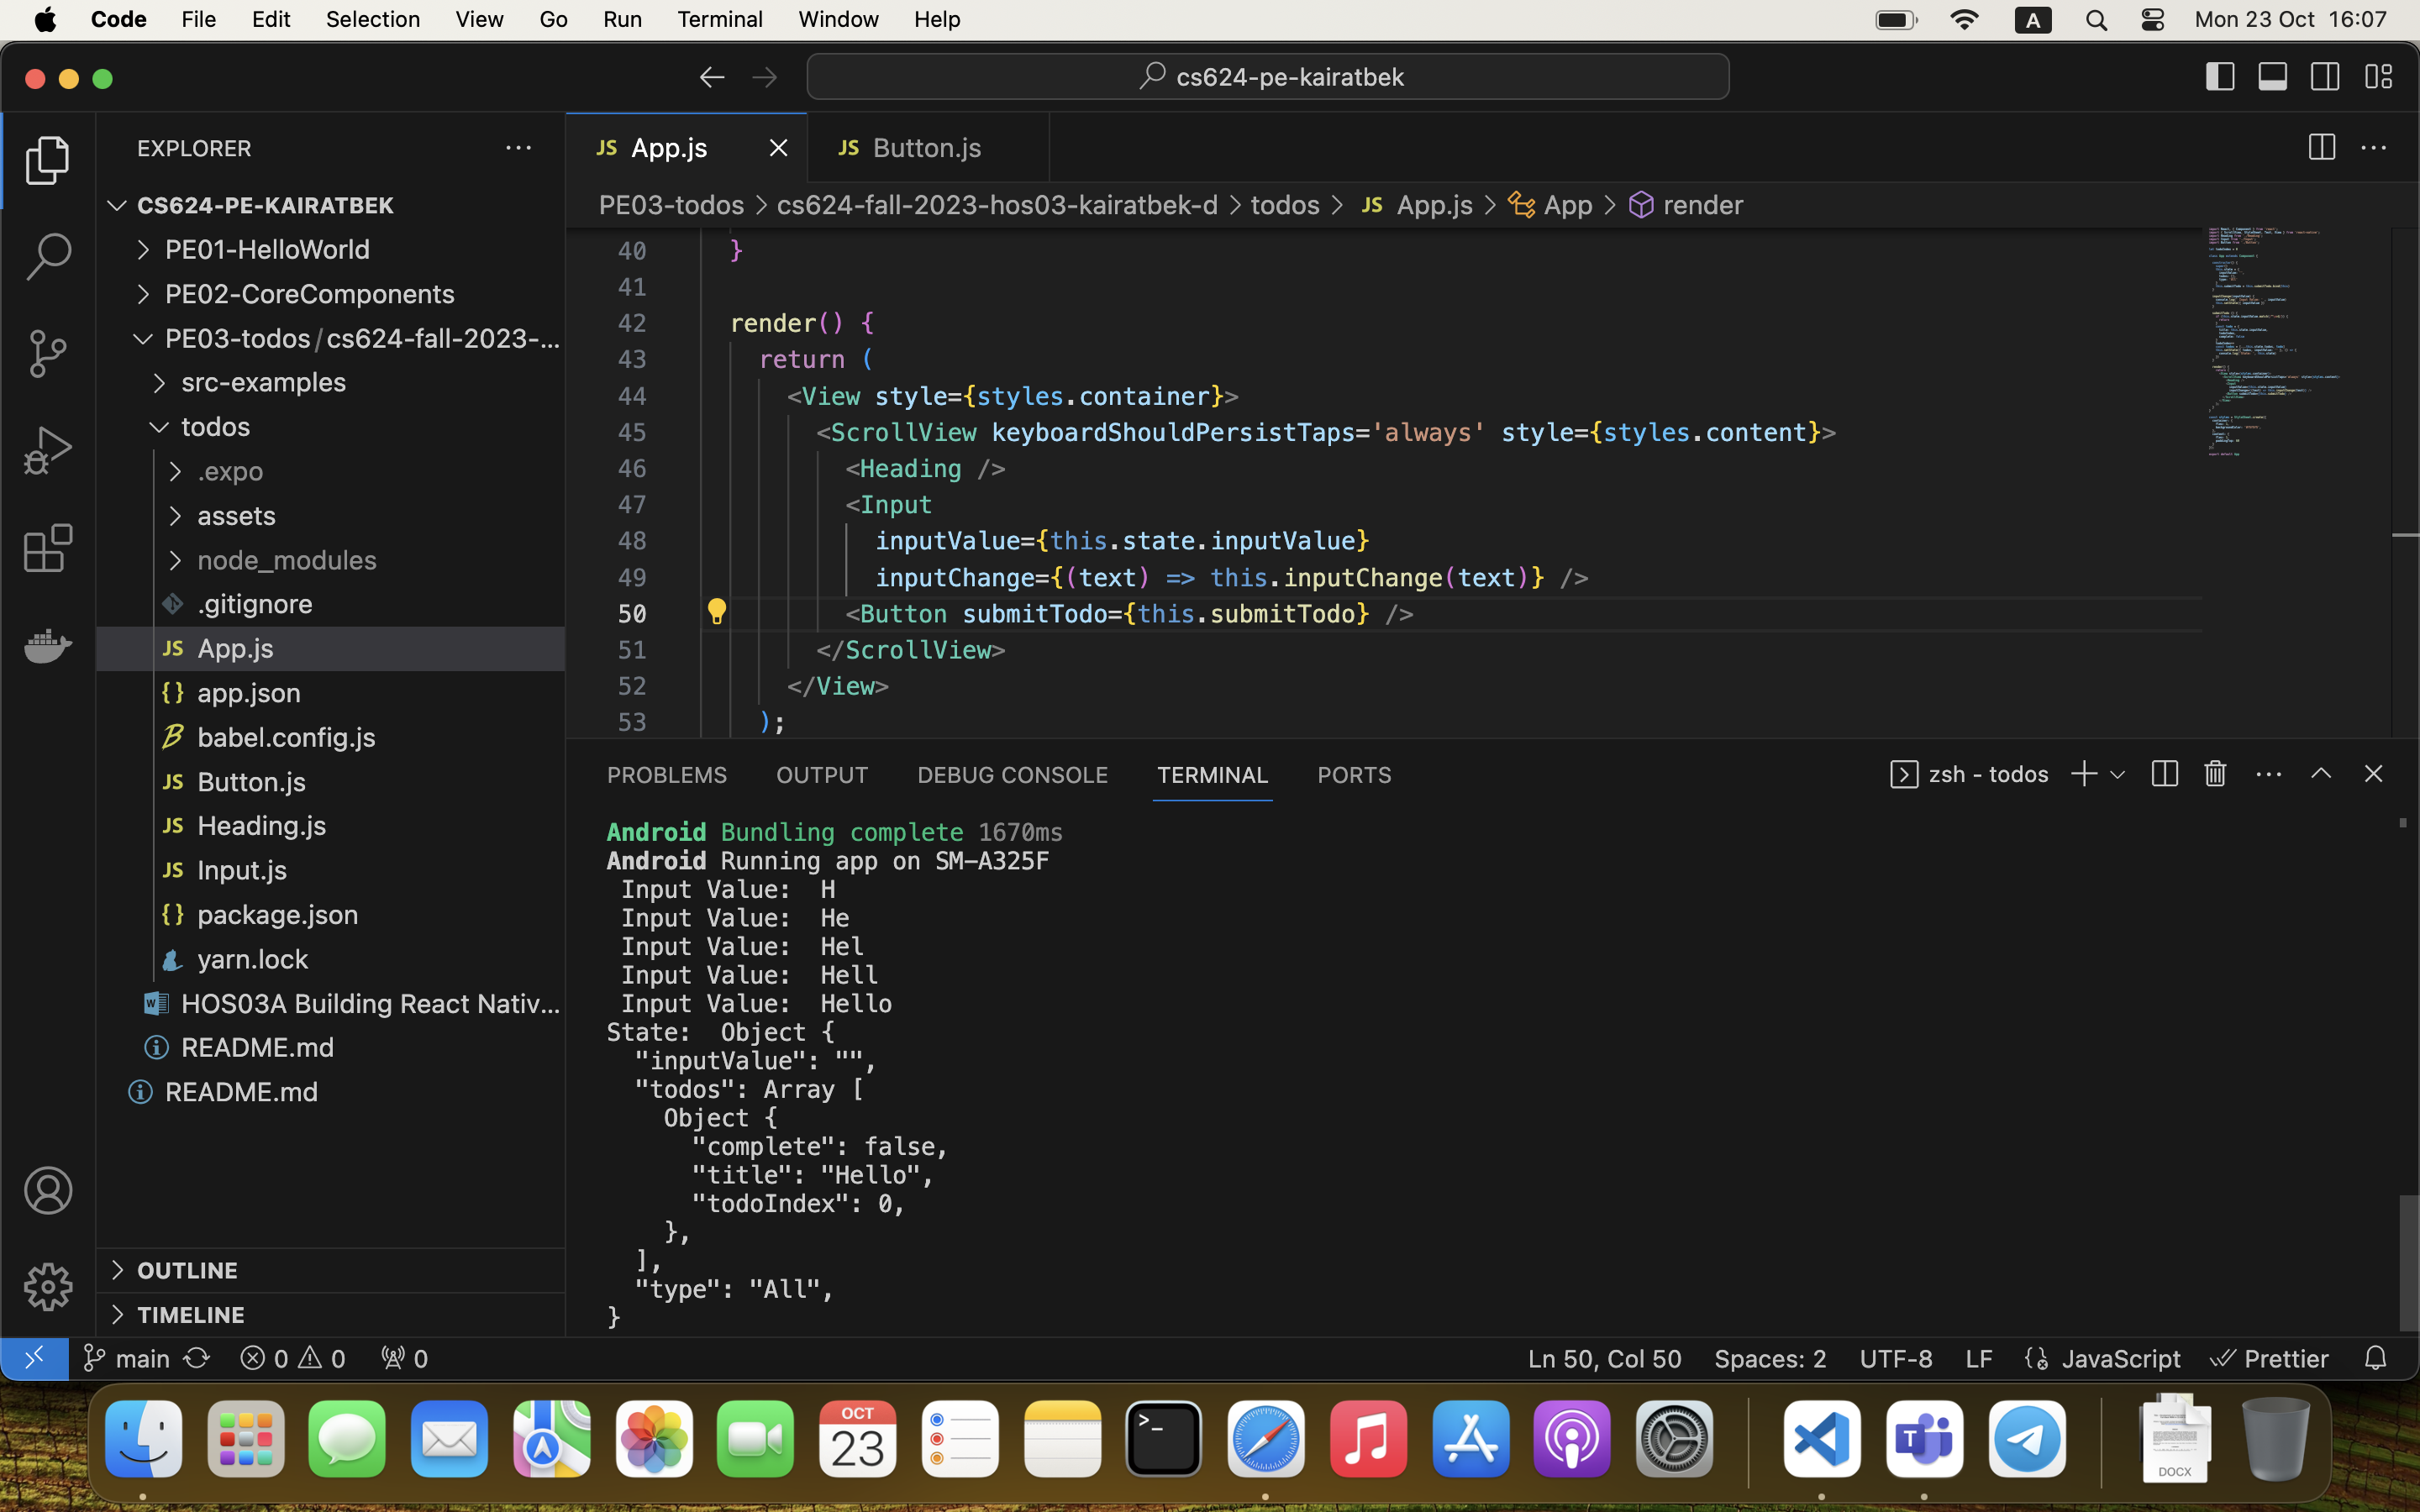 Code File Edit Selection View Go Run Terminal Window Help A Mon 23 Oct 16:07
cs624-pe-kairatbek
EXPLORER
CS624-PE-KAIRATBEK
PE01-HelloWorld
PE02-CoreComponents
PE03-todos/cs624-fall-2023-...
src-examples
todos
.expo
assets
node_modules
.gitignore
JS App.js
{} app.json
babel.config.js
JS Button.js
JS Heading.js
JS Input.js
{} package.json
yarn.lock
HOS03A Building React Nativ...
README.md
README.md
OUTLINE
TIMELINE
JS App.js JS Button.js
PE03-todos > cs624-fall-2023-hos03-kairatbek-d > todos > JS App.js > App > render
40 }
41
42 render() {
43 return (
44 <View style={styles.container}>
45 <ScrollView keyboardShouldPersistTaps='always' style={styles.content}>
46 <Heading />
47 <Input
48 inputValue={this.state.inputValue}
49 inputChange={(text) => this.inputChange(text)} />
50 <Button submitTodo={this.submitTodo} />
51 </ScrollView>
52 </View>
53 );
PROBLEMS OUTPUT DEBUG CONSOLE TERMINAL PORTS zsh - todos
Android Bundling complete 1670ms
Android Running app on SM-A325F
Input Value:  H
Input Value:  He
Input Value:  Hel
Input Value:  Hell
Input Value:  Hello
State:  Object {
"inputValue": "",
"todos": Array [
Object {
"complete": false,
"title": "Hello",
"todoIndex": 0,
},
],
"type": "All",
}
main 0 0 0 Ln 50, Col 50 Spaces: 2 UTF-8 LF JavaScript Prettier
OCT
23
>_
T
DOCX